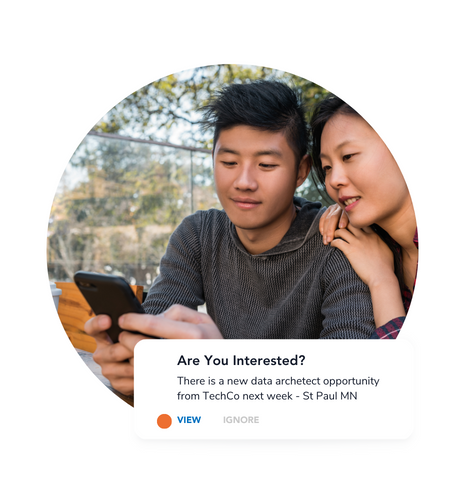 Are You Interested?
There is a new data archetect opportunity
from TechCo next week - St Paul MN
VIEW IGNORE